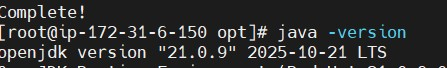 Complete!
[root@ip-172-31-6-150 opt]# java -version
openjdk version "21.0.9" 2025-10-21 LTS